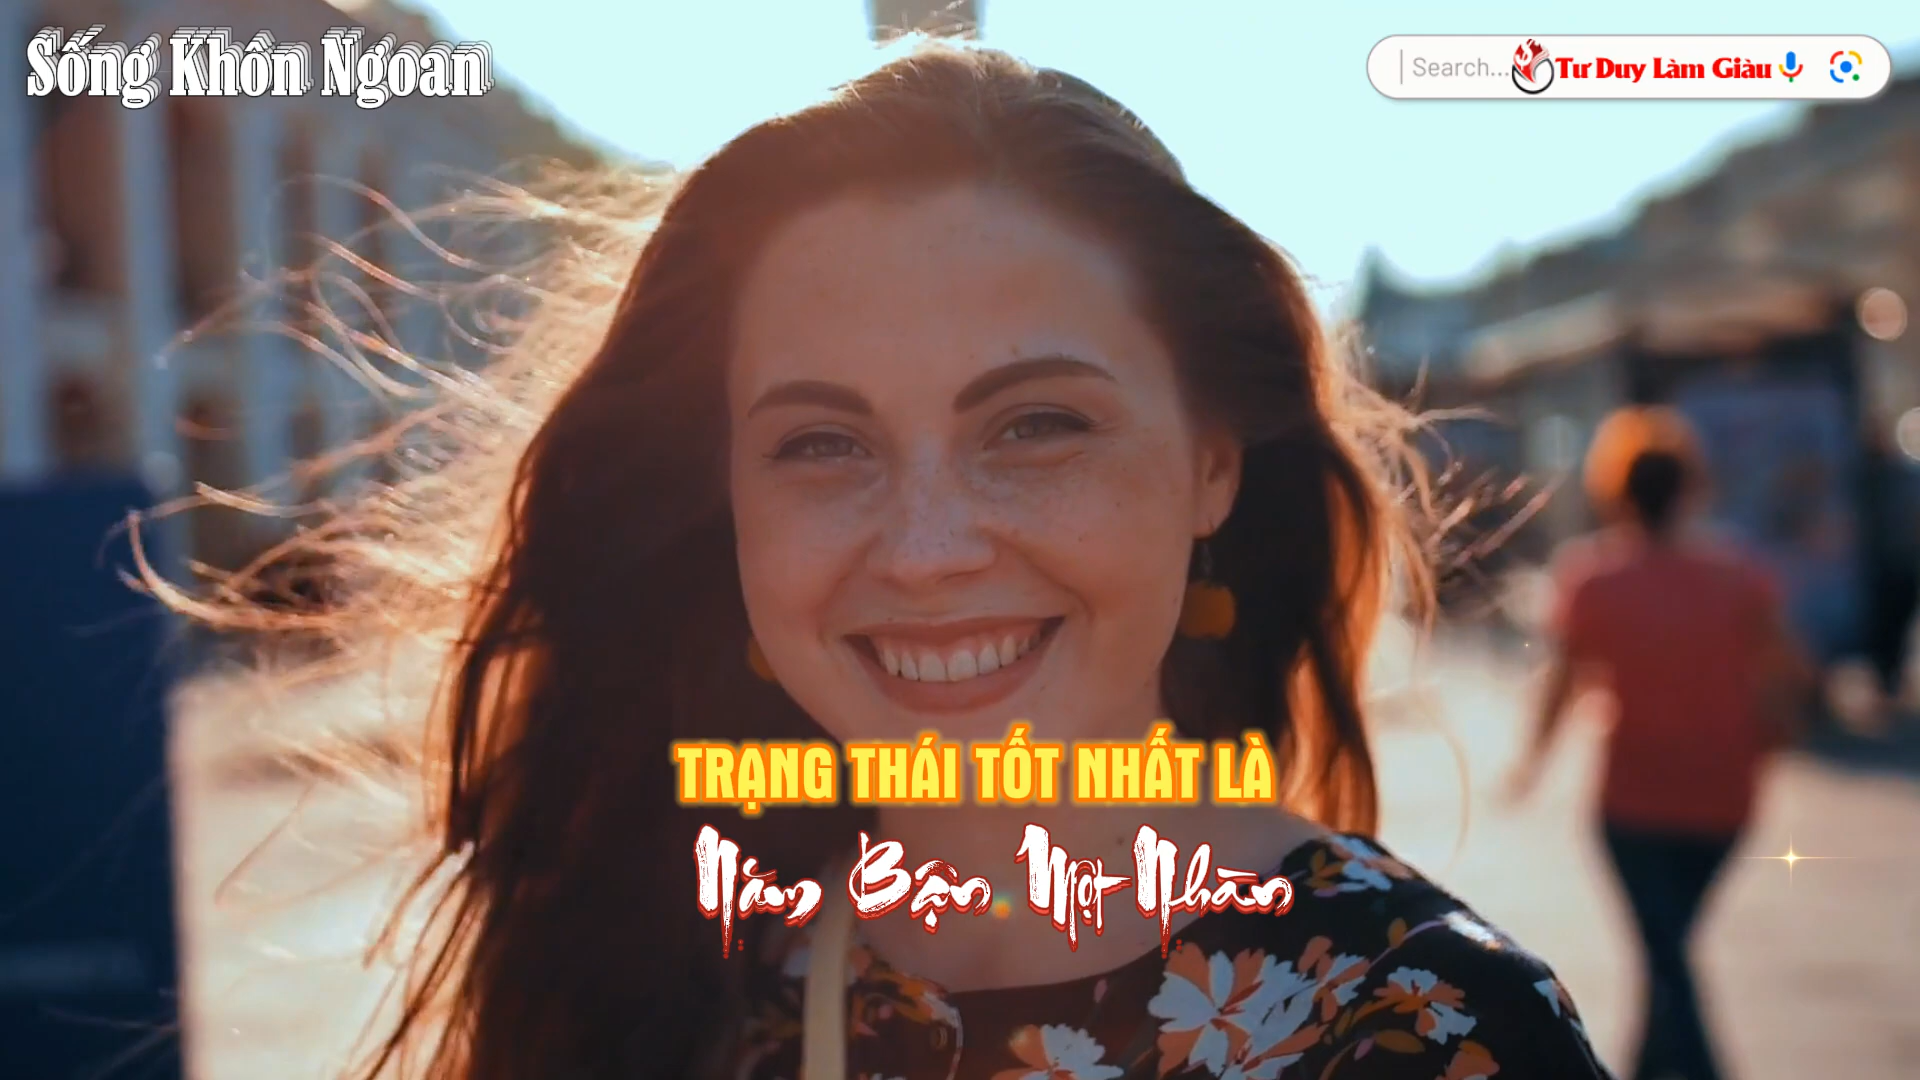 Sống Khôn Ngoan
Search... Tư Duy Làm Giàu
TRẠNG THÁI TỐT NHẤT LÀ
Năm Bận Một Nhàn